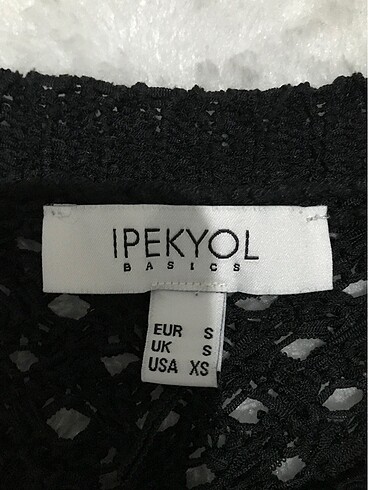 IPEKYOL
BASICS
EUR S
UK S
USA XS